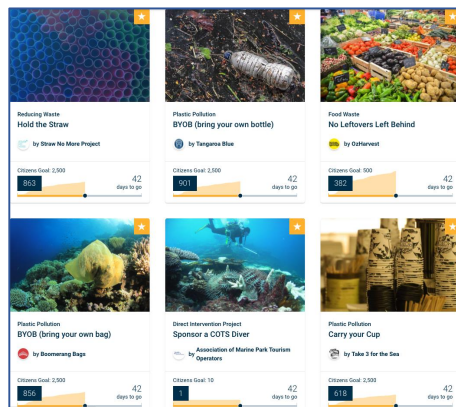 Reducing Waste
Hold the Straw
by Straw No More Project
Citizens Goal: 2,500
863
42
days to go
Plastic Pollution
BYOB (bring your own bottle)
by Tangaroa Blue
Citizens Goal: 2,500
901
42
days to go
Food Waste
No Leftovers Left Behind
by OzHarvest
Citizens Goal: 500
382
42
days to go
Plastic Pollution
BYOB (bring your own bag)
by Boomerang Bags
Citizens Goal: 2,500
856
42
days to go
Direct Intervention Project
Sponsor a COTS Diver
by Association of Marine Park Tourism
Operators
Citizens Goal: 10
1
42
days to go
Plastic Pollution
Carry your Cup
by Take 3 for the Sea
Citizens Goal: 2,500
618
42
days to go